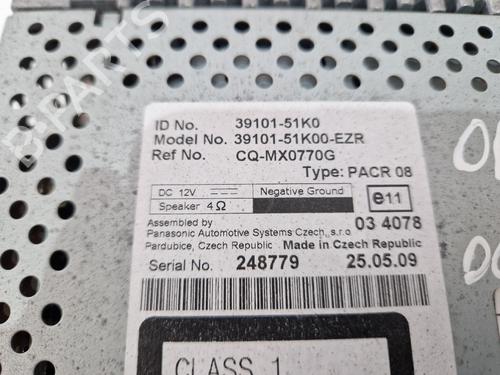 ID No. 39101-51K0
Model No. 39101-51K00-EZR
Ref No. CQ-MX0770G
Type: PACR 08
DC 12V Negative Ground
Speaker 4Ω
e11
Assembled by 03 4078
Panasonic Automotive Systems Czech, s.r.o
Pardubice, Czech Republic Made in Czech Republic
Serial No. 248779 25.05.09
CLASS 1
B-PARTS